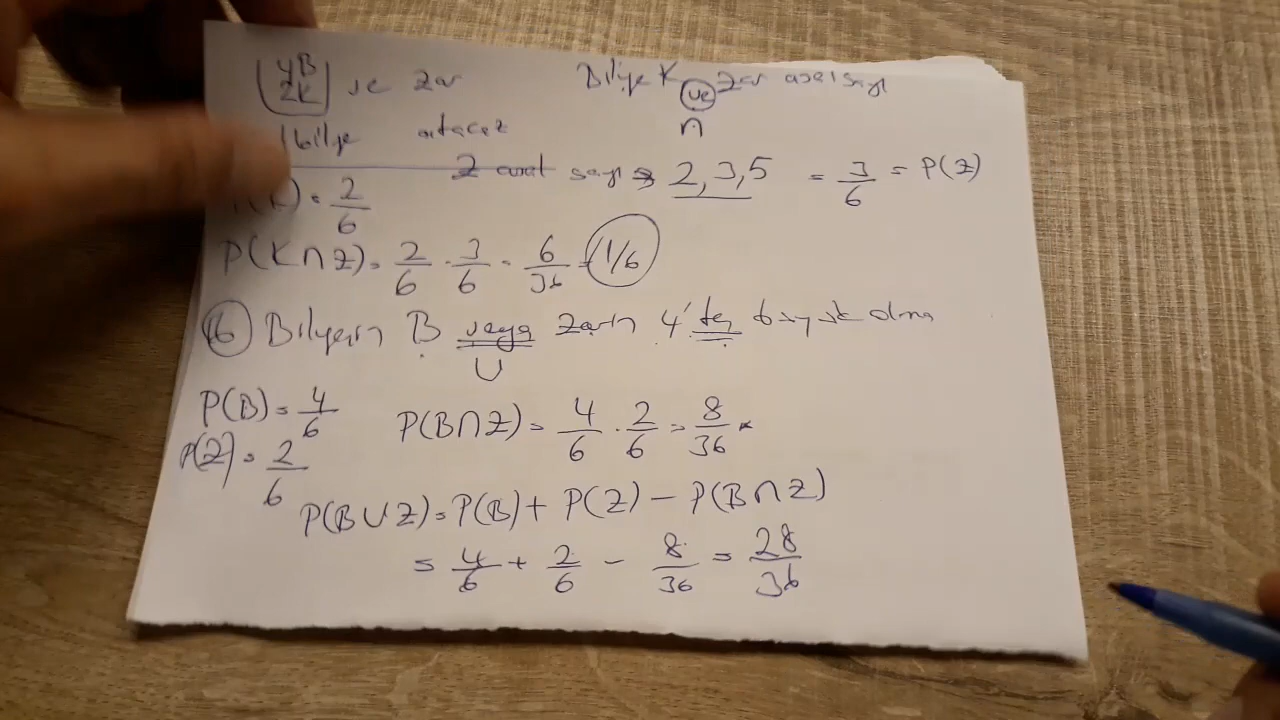 4B
2K ve zar Bilye K ve zar asal sayı
1 bilye atacaz ∩
Z asal sayı → 2, 3, 5 = 3/6 = P(Z)
= 2/6
P(K∩Z) = 2/6 · 3/6 = 6/36 = 1/6
16 Bilyenin B veya zarın 4'ten büyük olma
U
P(B) = 4/6
P(Z) = 2/6
P(B∩Z) = 4/6 · 2/6 = 8/36
P(B∪Z) = P(B) + P(Z) − P(B∩Z)
= 4/6 + 2/6 − 8/36 = 28/36